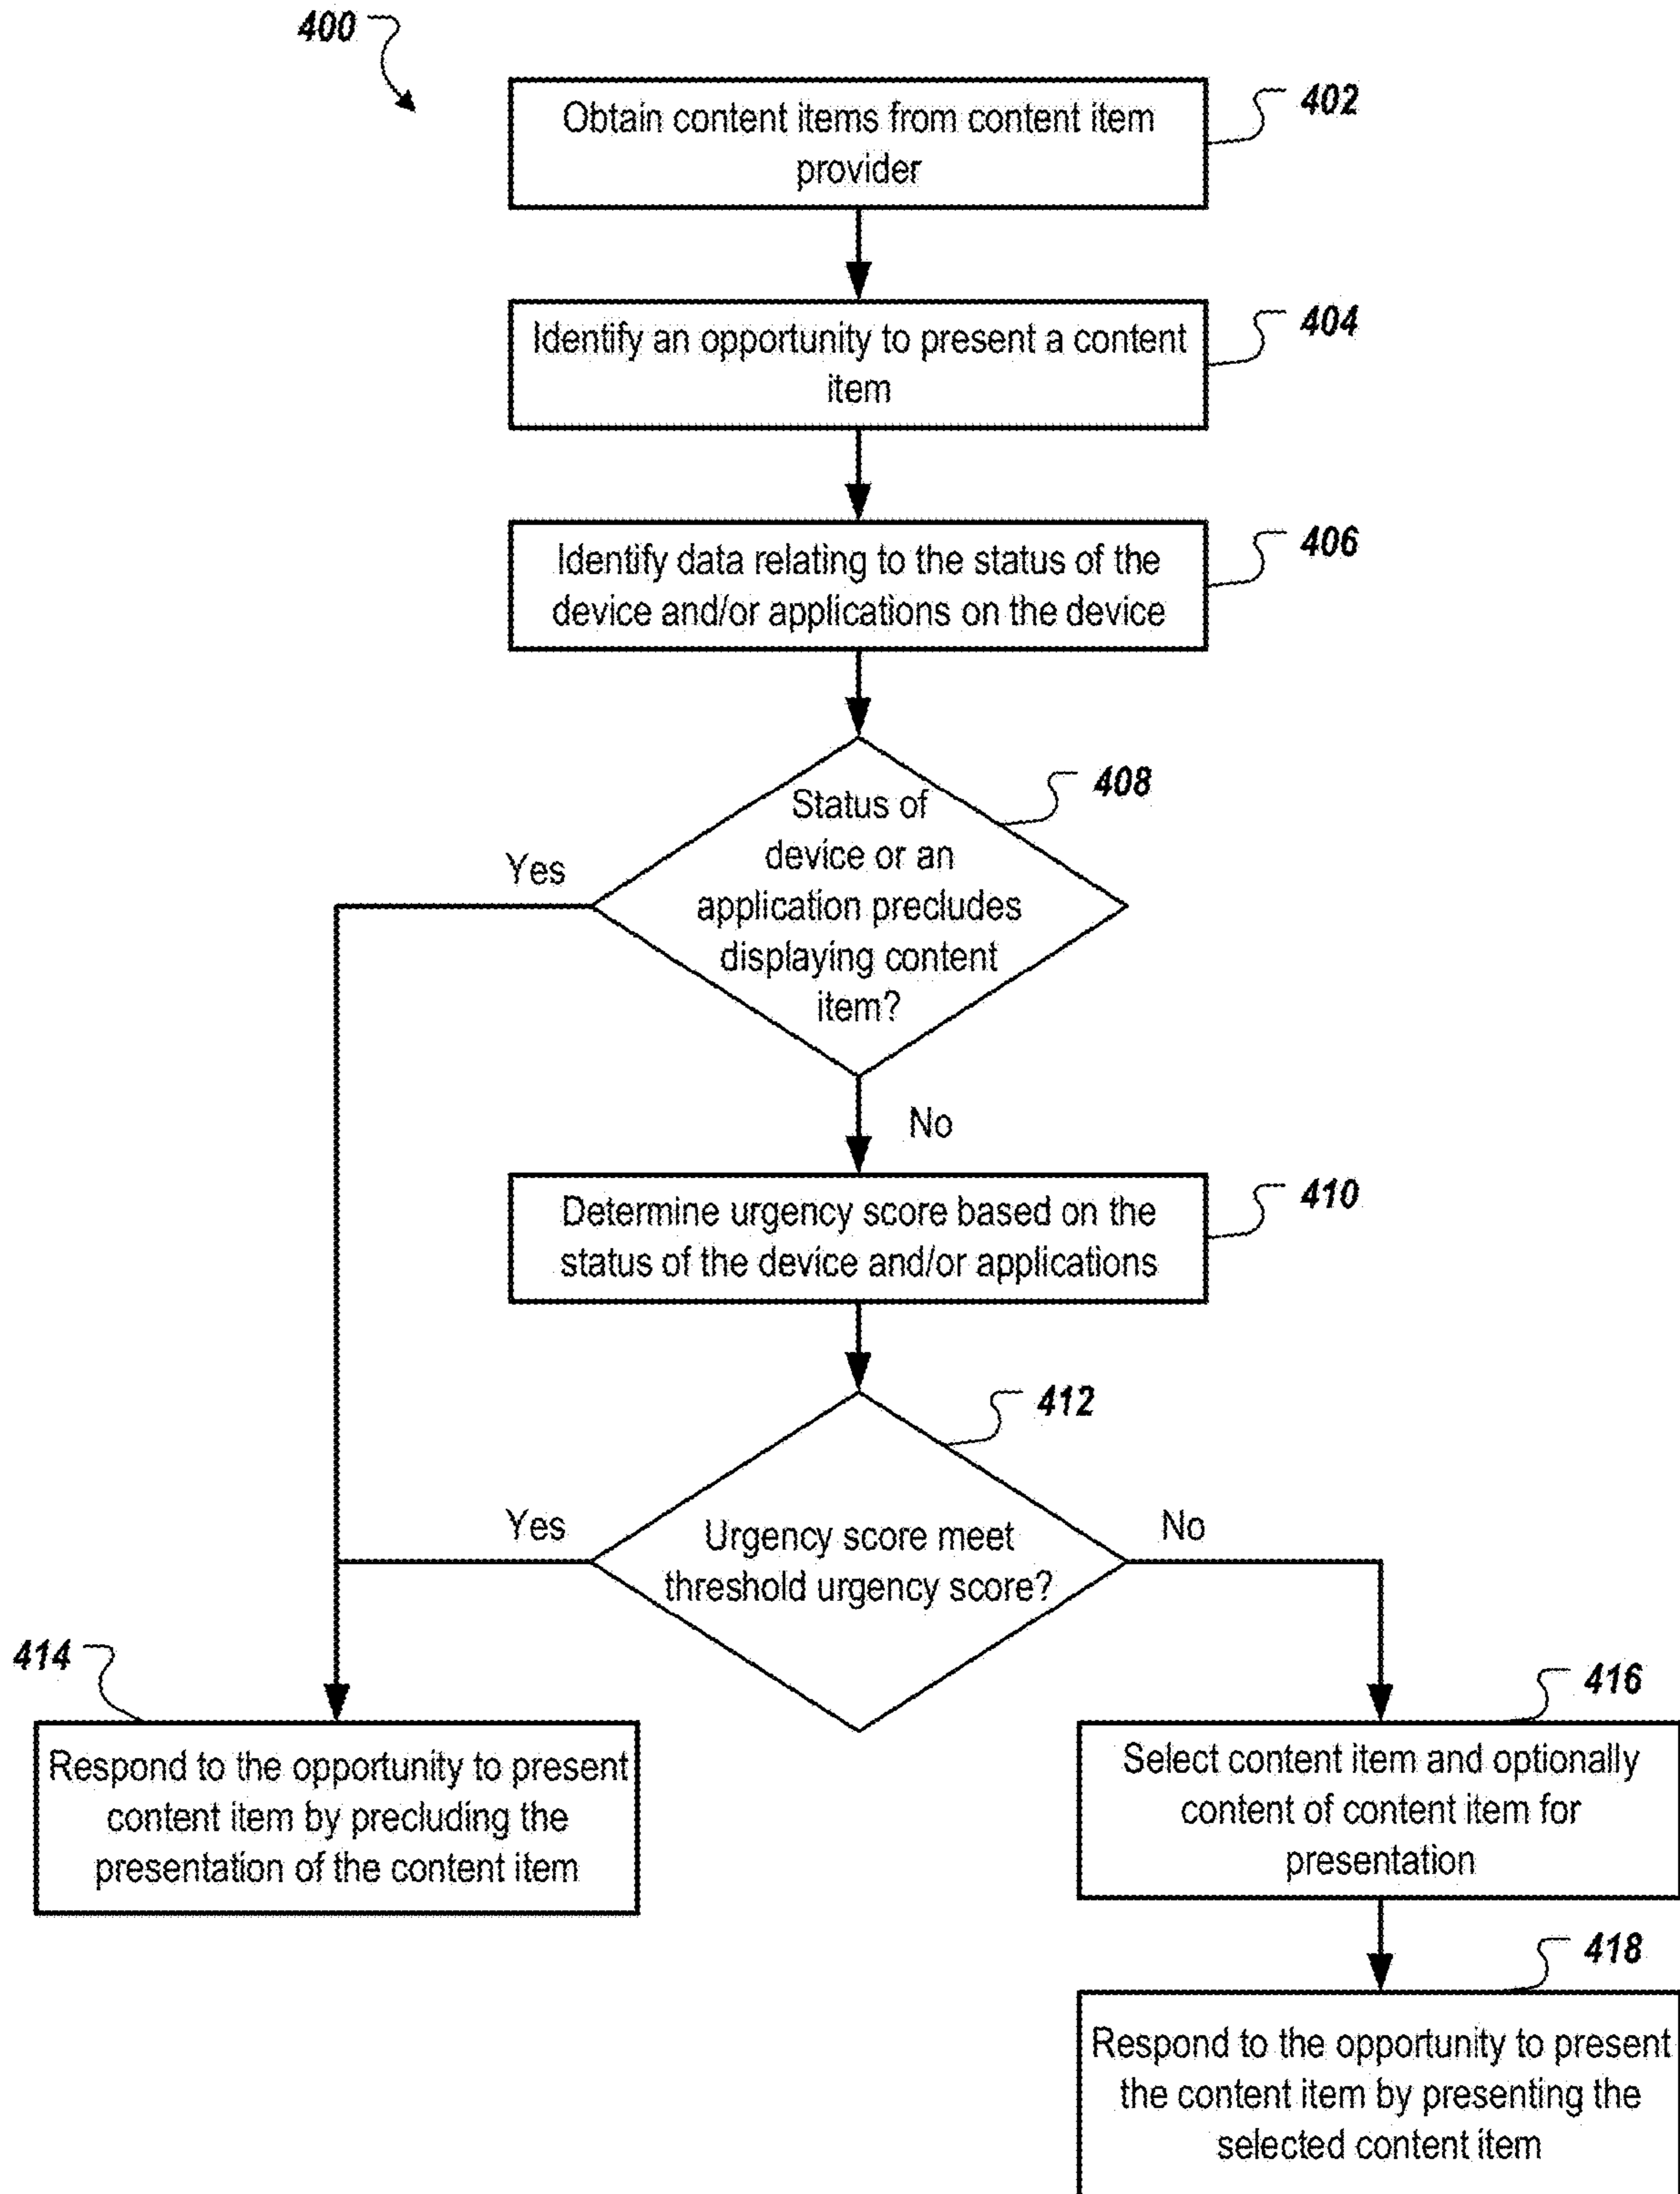 400
Obtain content items from content item
provider
402
Identify an opportunity to present a content
item
404
Identify data relating to the status of the
device and/or applications on the device
406
Status of
device or an
application precludes
displaying content
item?
408
Yes
No
Determine urgency score based on the
status of the device and/or applications
410
Urgency score meet
threshold urgency score?
412
Yes
No
414
Respond to the opportunity to present
content item by precluding the
presentation of the content item
416
Select content item and optionally
content of content item for
presentation
418
Respond to the opportunity to present
the content item by presenting the
selected content item